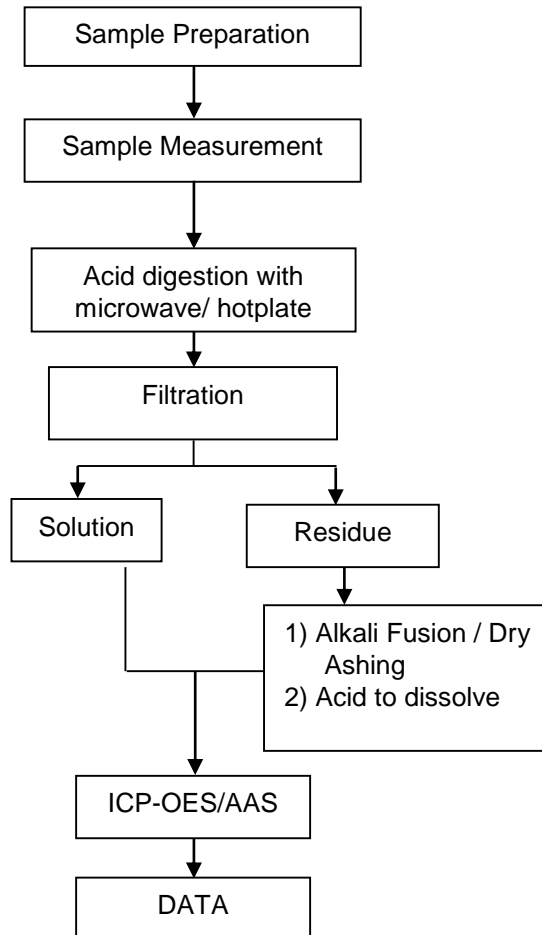 Sample Preparation
Sample Measurement
Acid digestion with
microwave/ hotplate
Filtration
Solution
Residue
1) Alkali Fusion / Dry
Ashing
2) Acid to dissolve
ICP-OES/AAS
DATA